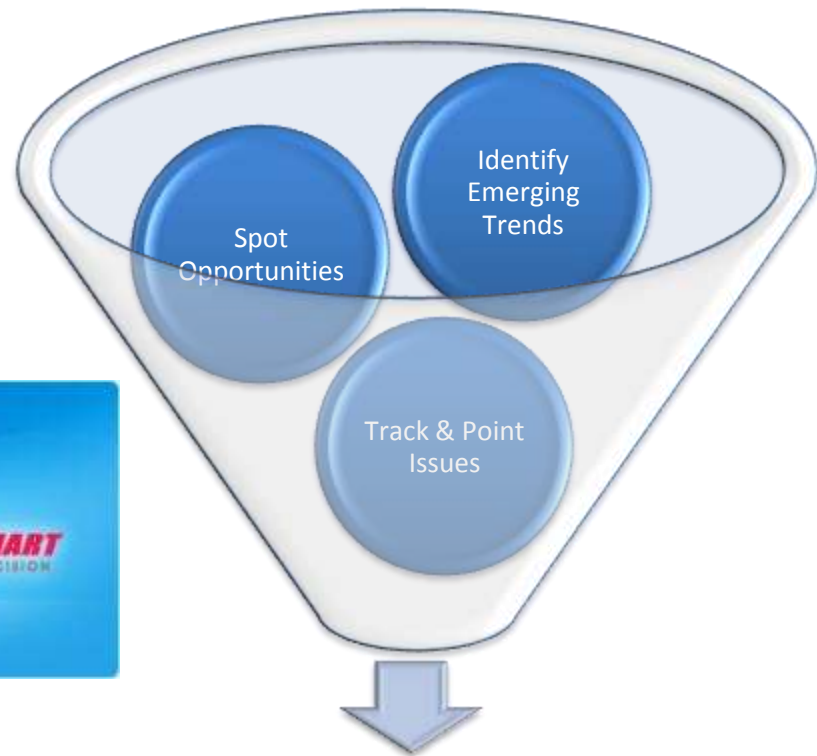 Identify
Emerging
Trends
Spot
Opportunities
Track & Point
Issues